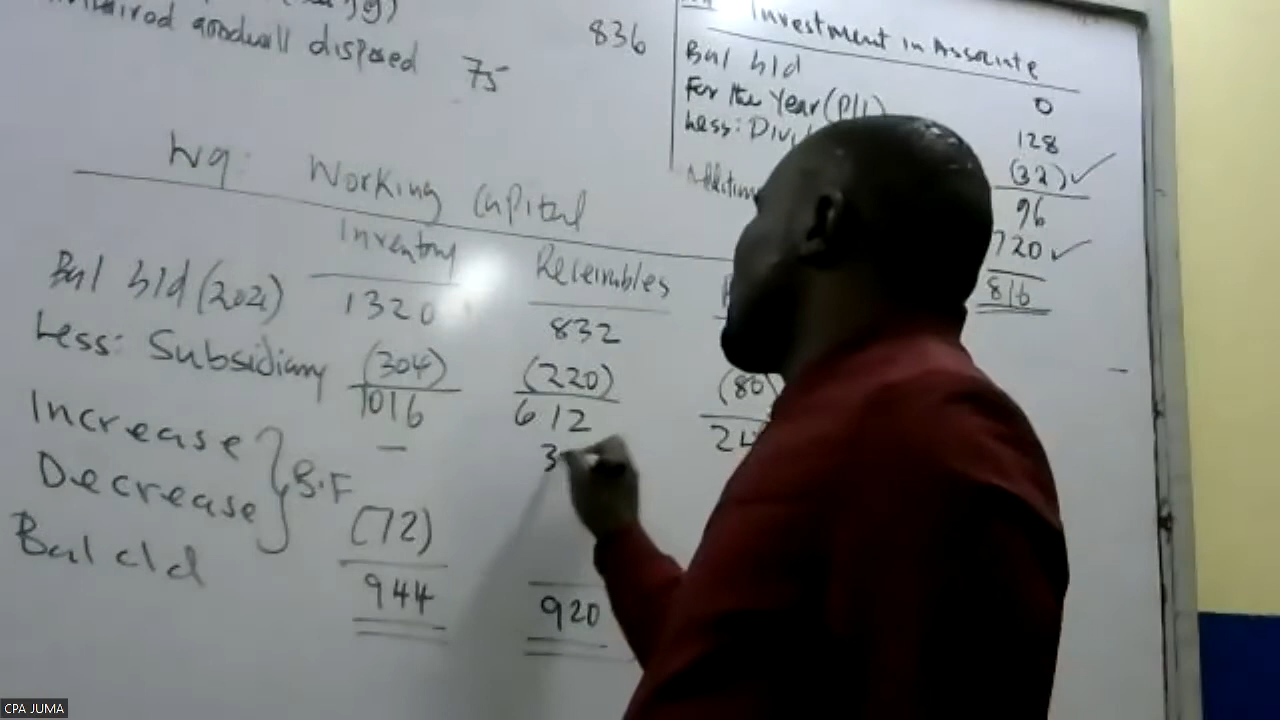 goodwill disposed 75
836
Investment in Associate
Bal b/d 0
For the Year (P/L) 128
Less: Divi (32) ✓
96
720 ✓
816
W9: Working Capital
Inventory Receivables
Bal b/d (2021) 1320 832
Less: Subsidiary (304) (220) (80)
1016 612 24
Increase } B.F — 3
Decrease (72)
Bal c/d 944 920
CPA JUMA